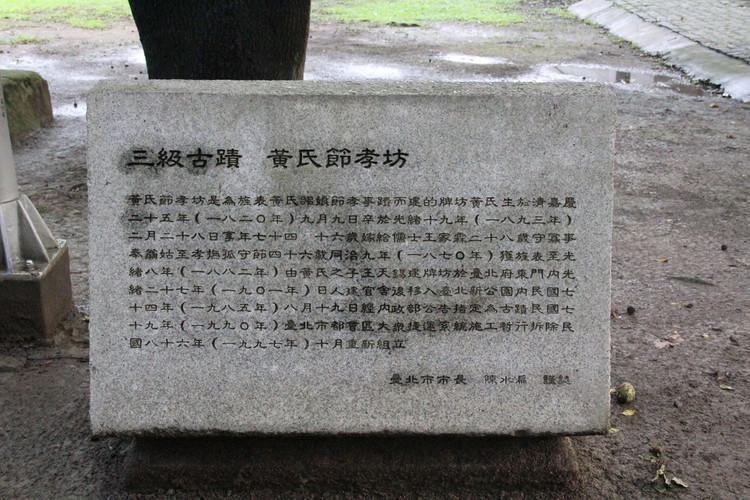 三級古蹟 黃氏節孝坊
黃氏節孝坊是為旌表黃氏溫鎮節孝事蹟而建的牌坊黃氏生於清嘉慶
二十五年(一八二〇年)九月九日卒於光緒十九年(一八九三年)
二月二十八日享年七十四 十六歲嫁給儒士王家霖二十八歲守寡事
奉翁姑至孝撫孤守節四十六載同治九年(一八七〇年)獲旌表至光
緒八年(一八八二年)由黃氏之子王天錫建牌坊於臺北府東門內光
緒二十七年(一九〇一年)日人建官舍後移入臺北新公園內民國七
十四年(一九八五年)八月十九日經內政部公告指定為古蹟民國七
十九年(一九九〇年)臺北市都會區大眾捷運系統施工暫行拆除民
國八十六年(一九九七年)十月重新組立
臺北市市長 陳水扁 謹誌